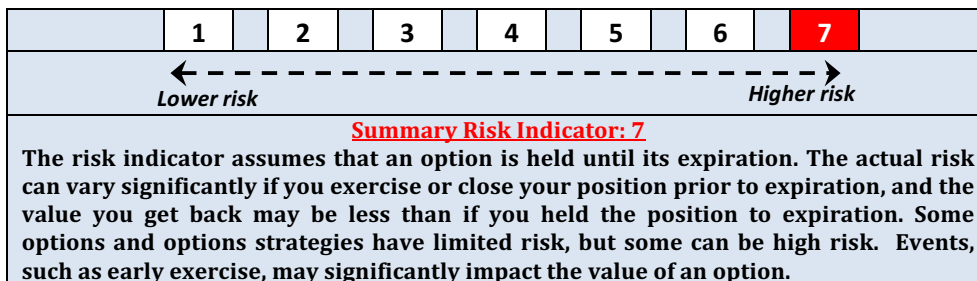 1 2 3 4 5 6 7
Lower risk Higher risk
Summary Risk Indicator: 7
The risk indicator assumes that an option is held until its expiration. The actual risk
can vary significantly if you exercise or close your position prior to expiration, and the
value you get back may be less than if you held the position to expiration. Some
options and options strategies have limited risk, but some can be high risk. Events,
such as early exercise, may significantly impact the value of an option.